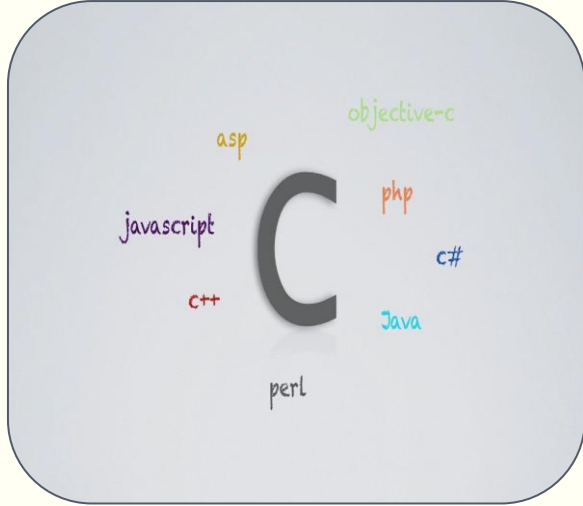 objective-c
asp
php
javascript
C
c#
c++
Java
perl